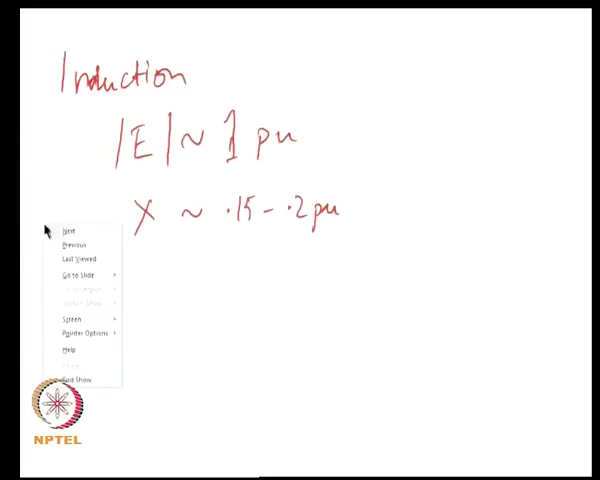 Induction
|E| ~ 1 pu
X ~ .15 - .2 pu
Next
Previous
Last Viewed
Go to Slide
Screen
Pointer Options
Help
End Show
NPTEL